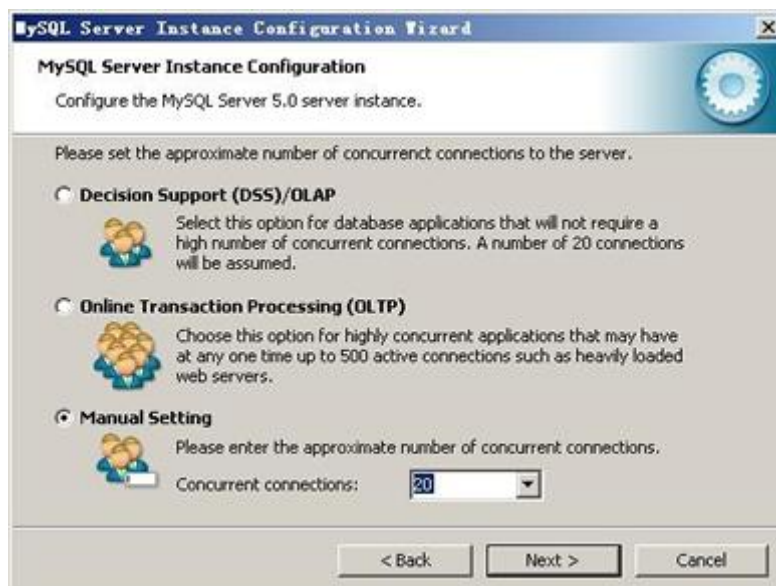 MySQL Server Instance Configuration Wizard
MySQL Server Instance Configuration
Configure the MySQL Server 5.0 server instance.
Please set the approximate number of concurrenct connections to the server.
Decision Support (DSS)/OLAP
Select this option for database applications that will not require a
high number of concurrent connections. A number of 20 connections
will be assumed.
Online Transaction Processing (OLTP)
Choose this option for highly concurrent applications that may have
at any one time up to 500 active connections such as heavily loaded
web servers.
Manual Setting
Please enter the approximate number of concurrent connections.
Concurrent connections: 20
< Back Next > Cancel